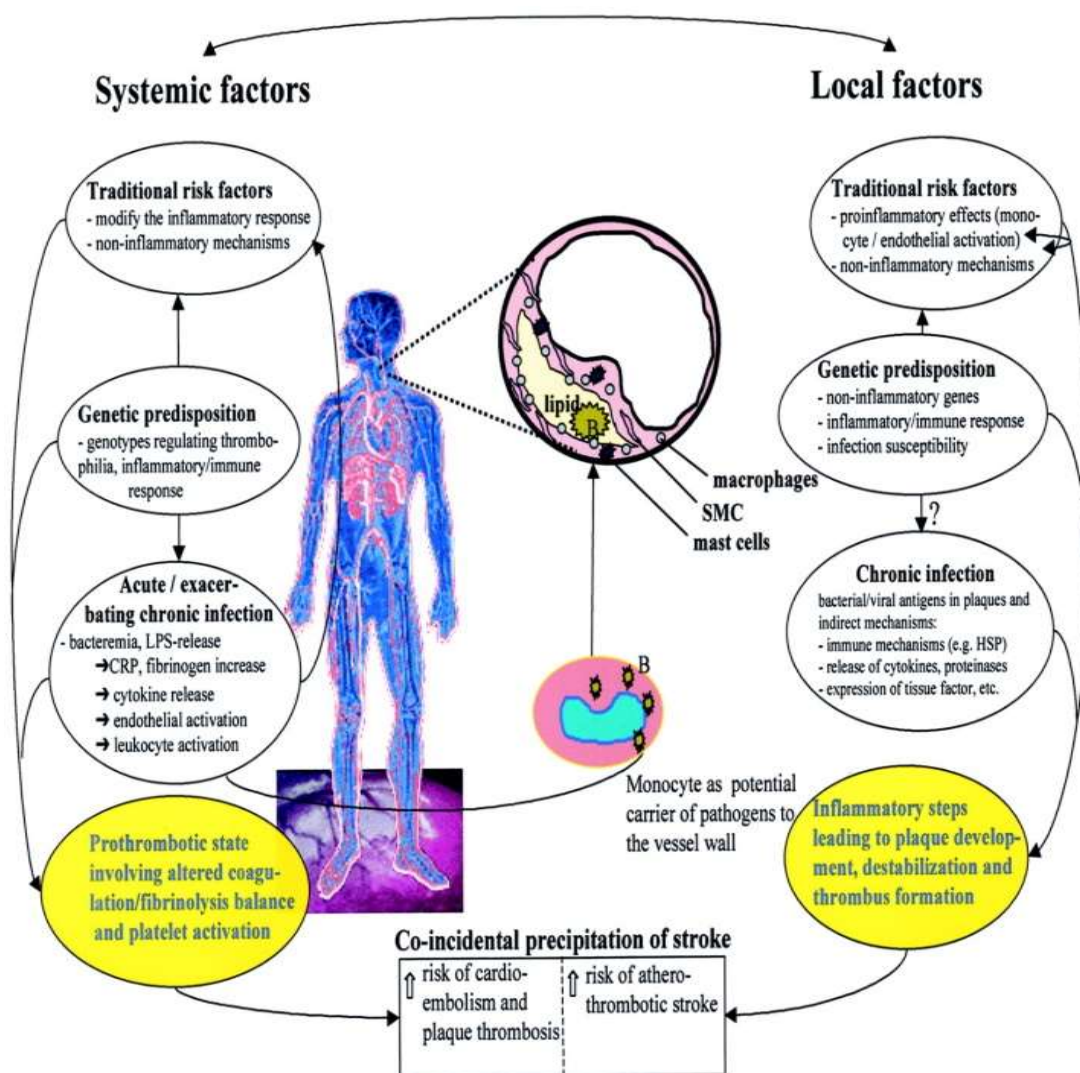 Systemic factors
Traditional risk factors
- modify the inflammatory response
- non-inflammatory mechanisms
Genetic predisposition
- genotypes regulating thrombo-
philia, inflammatory/immune
response
Acute / exacer-
bating chronic infection
- bacteremia, LPS-release
➔CRP, fibrinogen increase
➔ cytokine release
➔ endothelial activation
➔ leukocyte activation
Prothrombotic state
involving altered coagu-
lation/fibrinolysis balance
and platelet activation
lipid
B
macrophages
SMC
mast cells
B
Monocyte as potential
carrier of pathogens to
the vessel wall
Local factors
Traditional risk factors
- proinflammatory effects (mono-
cyte / endothelial activation)
- non-inflammatory mechanisms
Genetic predisposition
- non-inflammatory genes
- inflammatory/immune response
- infection susceptibility
?
Chronic infection
bacterial/viral antigens in plaques and
indirect mechanisms:
- immune mechanisms (e.g. HSP)
- release of cytokines, proteinases
- expression of tissue factor, etc.
Inflammatory steps
leading to plaque develop-
ment, destabilization and
thrombus formation
Co-incidental precipitation of stroke
⇧ risk of cardio-
embolism and
plaque thrombosis
⇧ risk of athero-
thrombotic stroke